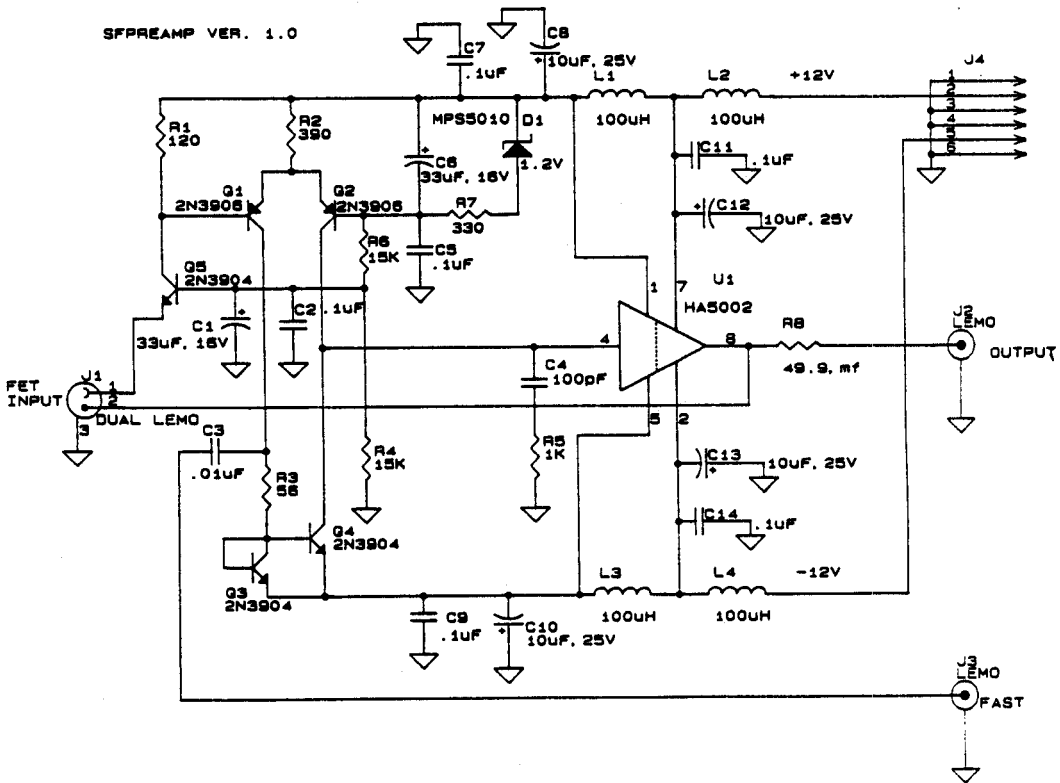 SFPREAMP VER. 1.0
C7
.1uF
C8
+
10uF, 25V
J4
L1
100uH
L2
100uH
+12V
1
2
3
4
5
6
R1
120
R2
390
MPS5010
D1
1.2V
+
C6
33uF, 16V
C11
.1uF
C12
+
10uF, 25V
Q1
2N3906
Q2
2N3906
R7
330
R6
15K
C5
.1uF
Q5
2N3904
U1
HA5002
1
7
4
8
5
2
C1
+
33uF, 16V
C2
.1uF
R8
49.9, mf
J2
LEMO
OUTPUT
FET
INPUT
J1
1
2
3
DUAL LEMO
C4
100pF
R5
1K
C3
.01uF
R4
15K
R3
56
C13
+
10uF, 25V
C14
.1uF
Q4
2N3904
Q3
2N3904
L3
100uH
L4
100uH
-12V
C9
.1uF
C10
+
10uF, 25V
J3
LEMO
FAST